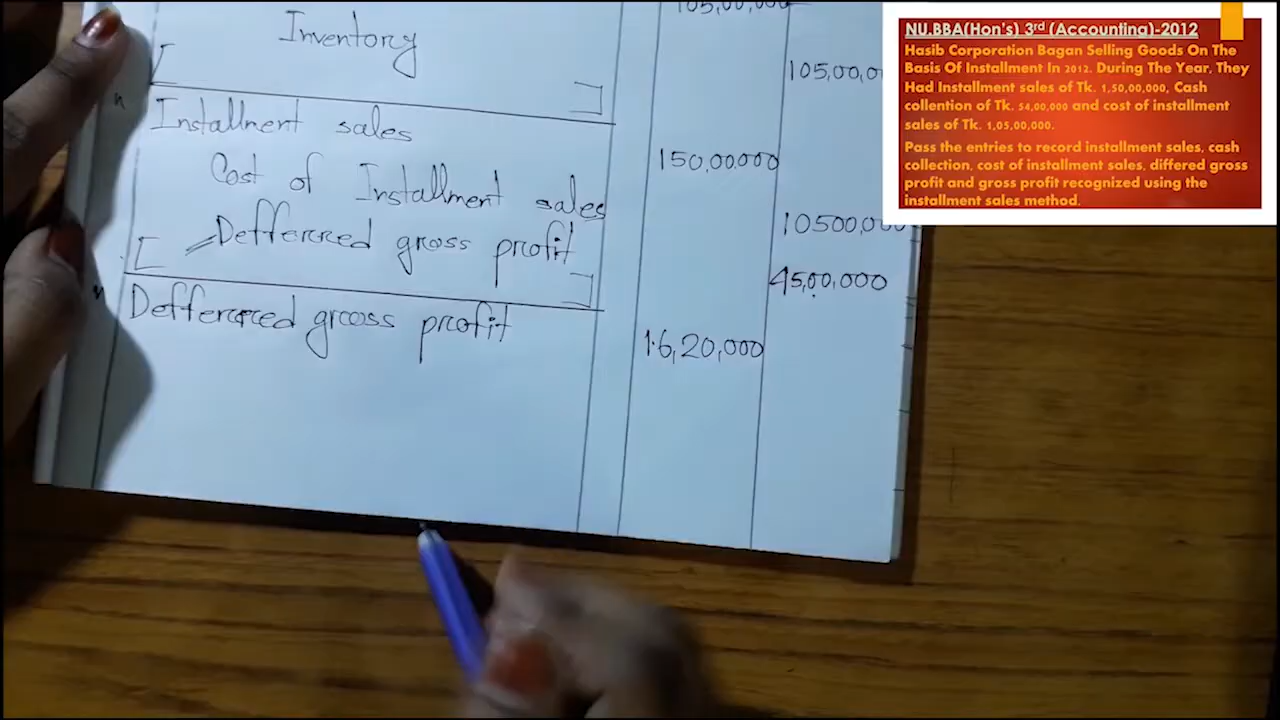 105,00,000
Inventory
105,00,00
Installment sales
150,00.000
Cost of Installment sales
10500,000
Defferred gross profit
45,00,000
Defferred gross profit
1.6,20,000
NU.BBA(Hon's) 3rd (Accounting)-2012
Hasib Corporation Bagan Selling Goods On The
Basis Of Installment In 2012. During The Year, They
Had Installment sales of Tk. 1,50,00,000, Cash
collention of Tk. 54,00,000 and cost of installment
sales of Tk. 1,05,00,000.
Pass the entries to record installment sales, cash
collection, cost of installment sales, differed gross
profit and gross profit recognized using the
installment sales method.